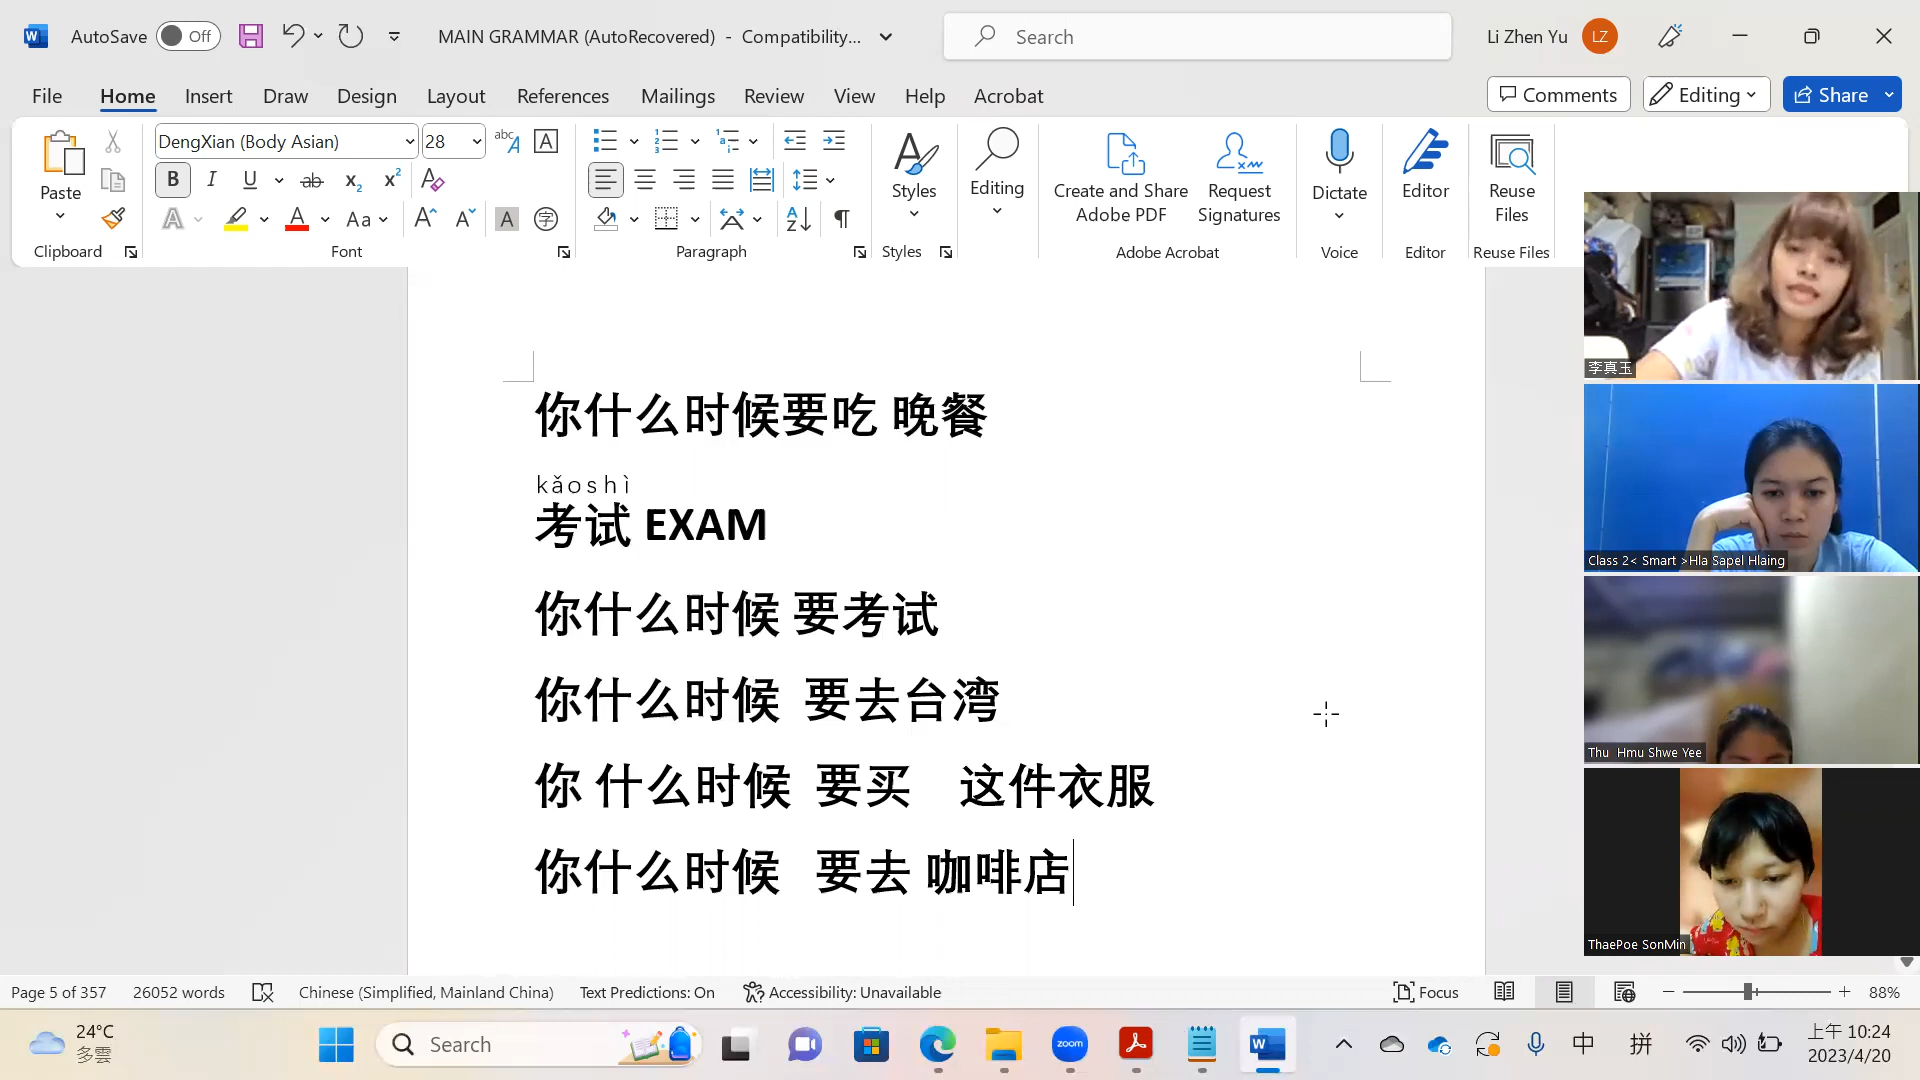 AutoSave Off MAIN GRAMMAR (AutoRecovered) - Compatibility... Search Li Zhen Yu LZ
File Home Insert Draw Design Layout References Mailings Review View Help Acrobat Comments Editing Share
DengXian (Body Asian) 28
Paste Styles Editing Create and Share Adobe PDF Request Signatures Dictate Editor Reuse Files
Clipboard Font Paragraph Styles Adobe Acrobat Voice Editor Reuse Files
你什么时候要吃 晚餐
kǎoshì
考试 EXAM
你什么时候 要考试
你什么时候 要去台湾
你 什么时候 要买 这件衣服
你什么时候 要去 咖啡店
李真玉
Class 2< Smart >Hla Sapel Hlaing
Thu Hmu Shwe Yee
ThaePoe SonMin
Page 5 of 357 26052 words Chinese (Simplified, Mainland China) Text Predictions: On Accessibility: Unavailable Focus 88%
24°C
多雲
Search
zoom
中 拼
上午 10:24
2023/4/20